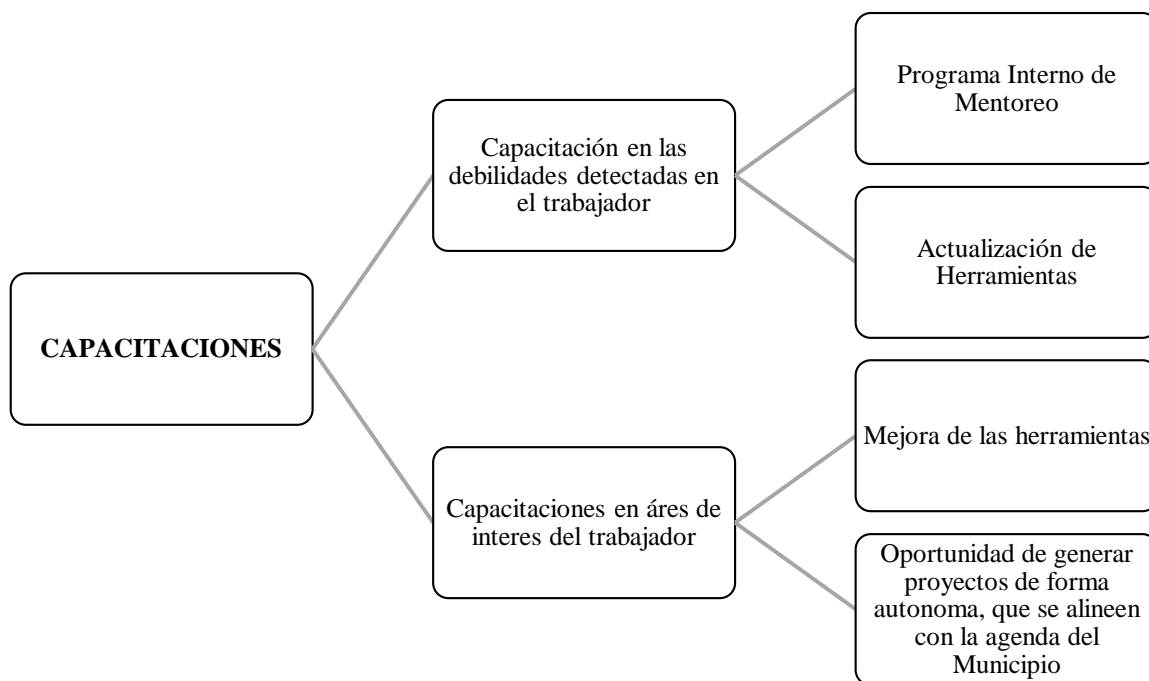 CAPACITACIONES
Capacitación en las
debilidades detectadas en
el trabajador
Programa Interno de
Mentoreo
Actualización de
Herramientas
Capacitaciones en áres de
interes del trabajador
Mejora de las herramientas
Oportunidad de generar
proyectos de forma
autonoma, que se alineen
con la agenda del
Municipio